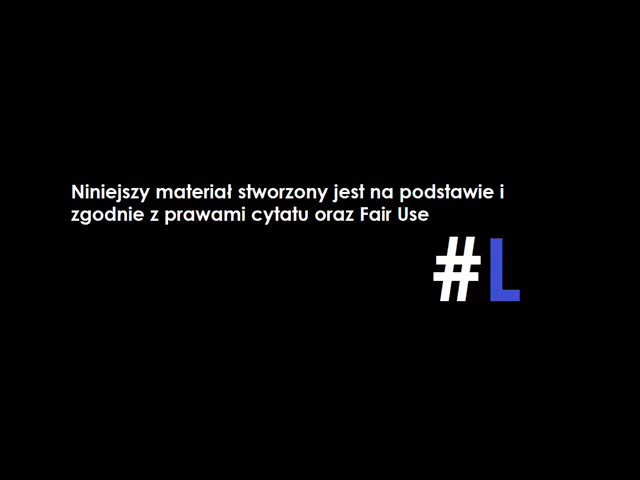 Niniejszy materiał stworzony jest na podstawie i
zgodnie z prawami cytatu oraz Fair Use
#L